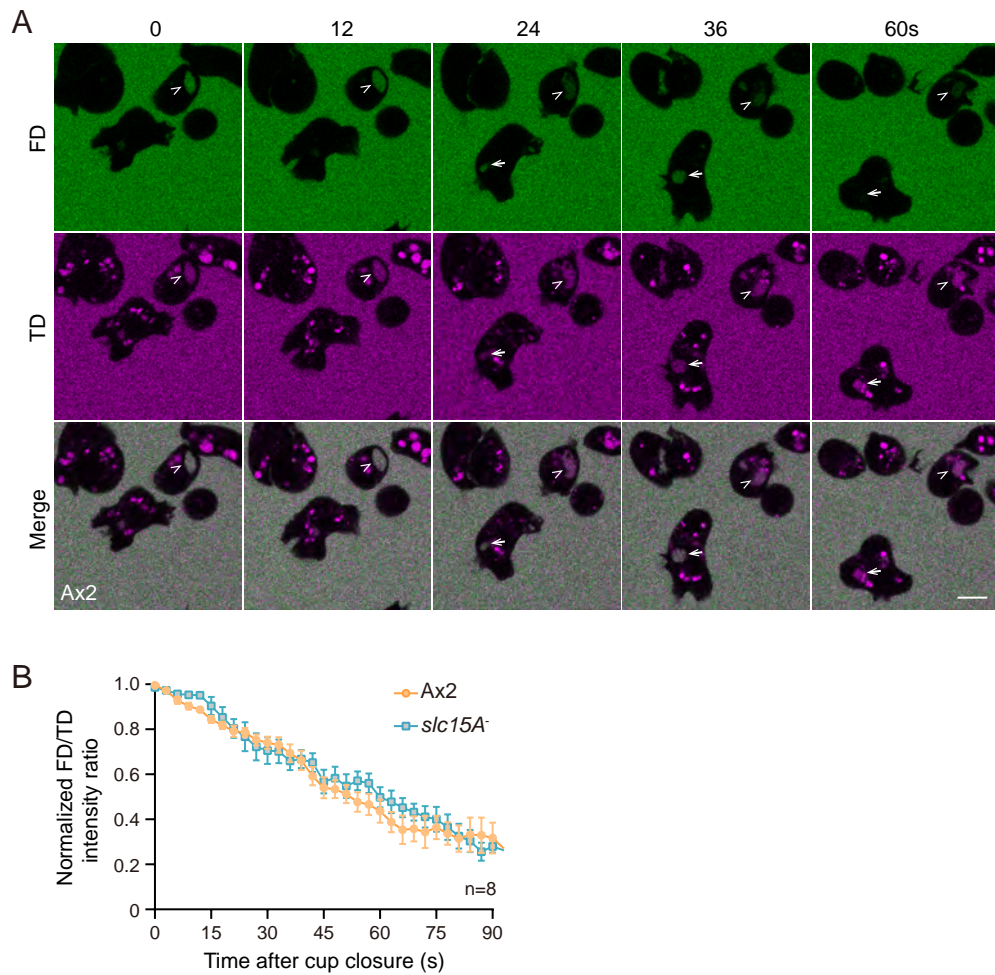 A
0 12 24 36 60s
FD
TD
Merge
Ax2
B
Normalized FD/TD
intensity ratio
1.0
0.8
0.6
0.4
0.2
0
Ax2
slc15A-
n=8
0 15 30 45 60 75 90
Time after cup closure (s)